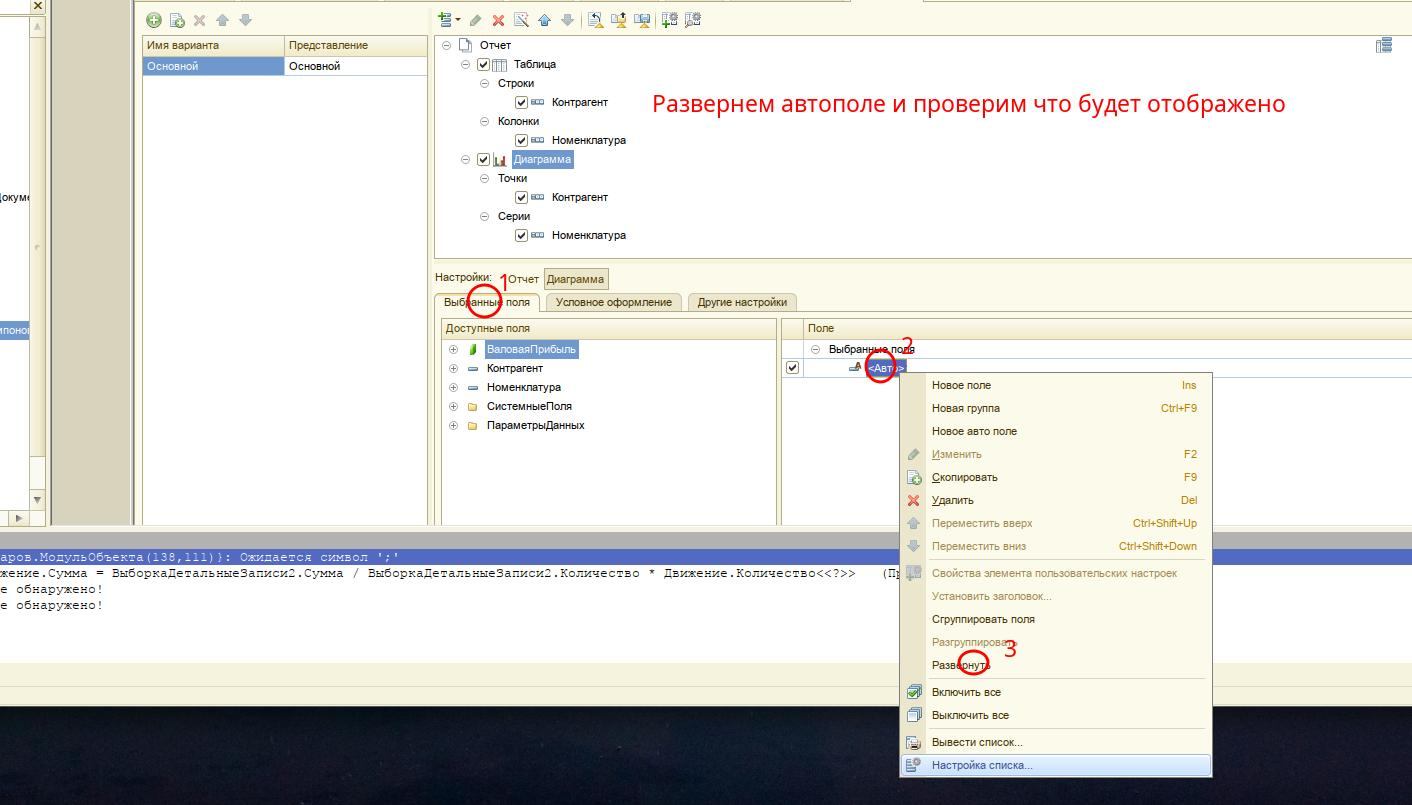 Имя варианта Представление
Основной Основной
Отчет
Таблица
Строки
Контрагент
Колонки
Номенклатура
Диаграмма
Точки
Контрагент
Серии
Номенклатура
Развернем автополе и проверим что будет отображено
Настройки: Отчет Диаграмма
1
Выбранные поля Условное оформление Другие настройки
Доступные поля
ВаловаяПрибыль
Контрагент
Номенклатура
СистемныеПоля
ПараметрыДанных
Поле
Выбранные поля
2
<Авто>
Новое поле Ins
Новая группа Ctrl+F9
Новое авто поле
Изменить F2
Скопировать F9
Удалить Del
Переместить вверх Ctrl+Shift+Up
Переместить вниз Ctrl+Shift+Down
Свойства элемента пользовательских настроек
Установить заголовок...
Сгруппировать поля
Разгруппировать
3
Развернуть
Включить все
Выключить все
Вывести список...
Настройка списка...
аров.МодульОбъекта(138,111)}: Ожидается символ ';'
жение.Сумма = ВыборкаДетальныеЗаписи2.Сумма / ВыборкаДетальныеЗаписи2.Количество * Движение.Количество<<?>> (Пр
е обнаружено!
е обнаружено!